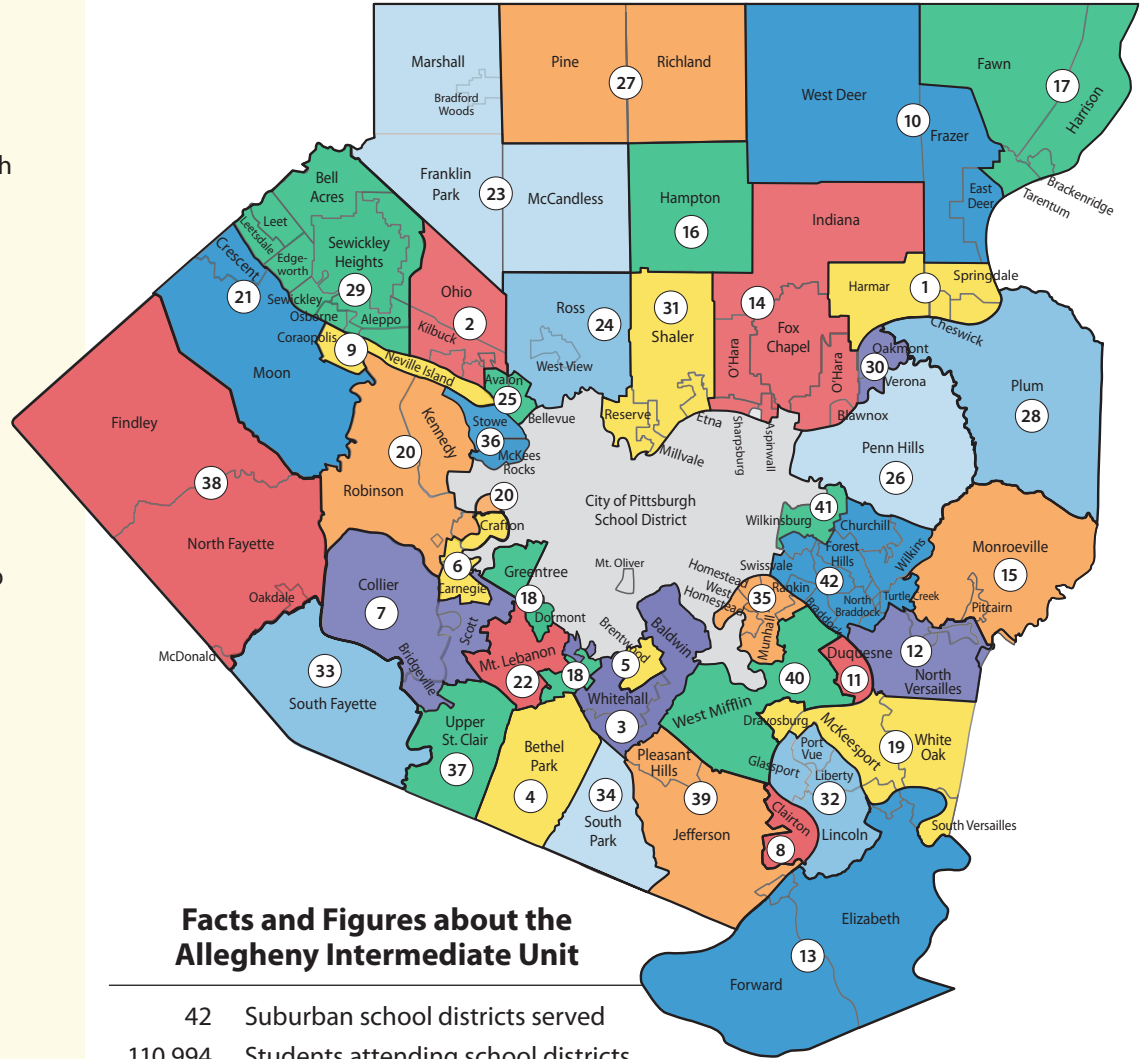 h
Marshall
Bradford
Woods
Pine
27
Richland
West Deer
10
Frazer
East
Deer
Fawn
17
Harrison
Brackenridge
Tarentum
Franklin
Park
23
McCandless
Hampton
16
Indiana
Bell
Acres
Leet
Leetsdale
Edge-
worth
Sewickley
Heights
29
Sewickley
Osborne
Aleppo
Crescent
21
Moon
Coraopolis
9
Neville Island
Ohio
2
Kilbuck
Avalon
25
Bellevue
Ross
24
West View
31
Shaler
Reserve
Etna
Millvale
14
Fox
Chapel
O'Hara
O'Hara
Sharpsburg
Aspinwall
Blawnox
Harmar
1
Springdale
Cheswick
Oakmont
30
Verona
Plum
28
Penn Hills
26
Findley
38
North Fayette
Oakdale
McDonald
Kennedy
20
Robinson
Stowe
36
McKees
Rocks
20
Crafton
6
Carnegie
City of Pittsburgh
School District
Mt. Oliver
Wilkinsburg
41
Churchill
Forest
Hills
Wilkins
42
Swissvale
Rankin
Braddock
North
Braddock
Turtle Creek
Monroeville
15
Pitcairn
Homestead
West
Homestead
35
Munhall
Collier
7
Scott
Bridgeville
Greentree
18
Dormont
Mt. Lebanon
22
18
Brentwood
5
Baldwin
Whitehall
3
33
South Fayette
Upper
St. Clair
37
Bethel
Park
4
34
South
Park
West Mifflin
40
Duquesne
11
12
North
Versailles
Dravosburg
McKeesport
19
White
Oak
Port
Vue
Glassport
Liberty
32
Lincoln
South Versailles
Pleasant
Hills
39
Jefferson
Clairton
8
Elizabeth
13
Forward
Facts and Figures about the
Allegheny Intermediate Unit
42 Suburban school districts served
110,994 Students attending school districts